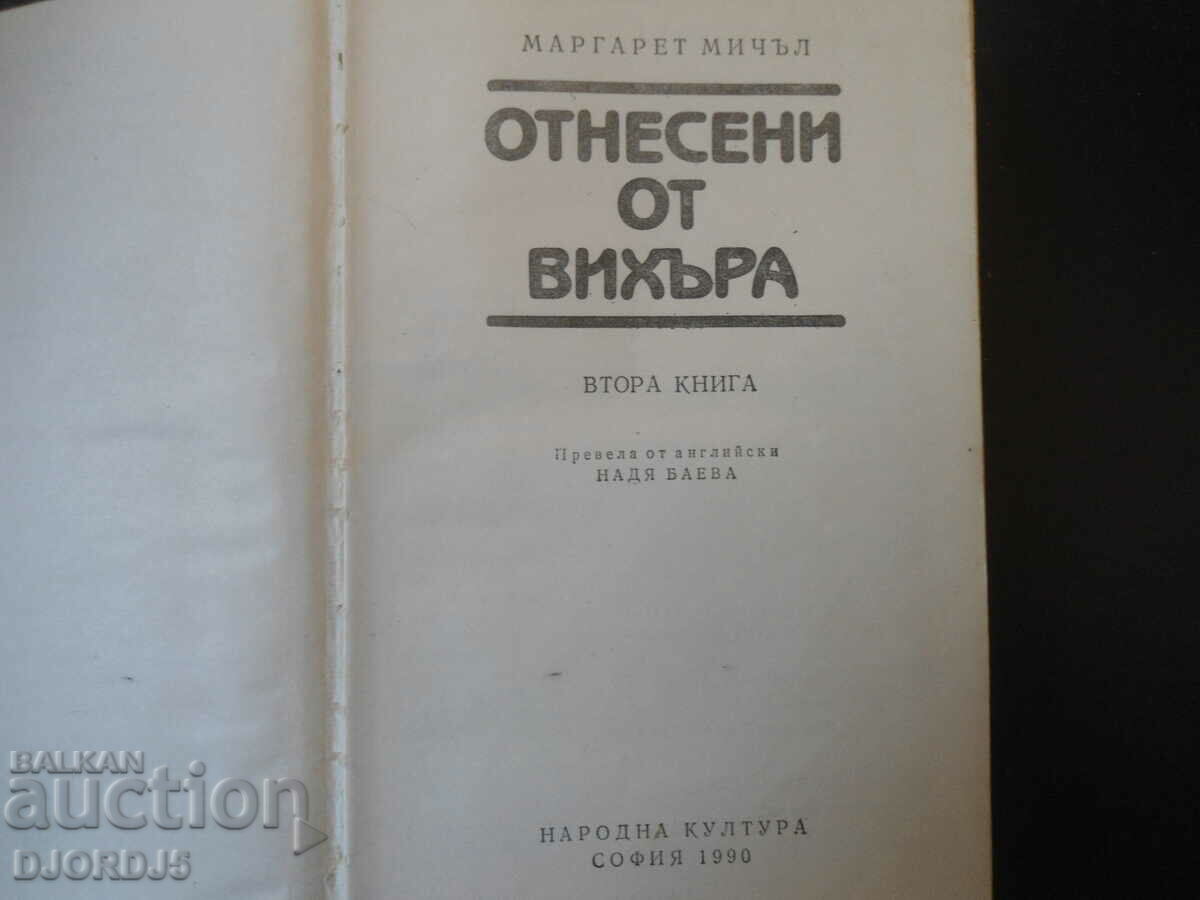 МАРГАРЕТ МИЧЪЛ
ОТНЕСЕНИ
ОТ
ВИХЪРА
ВТОРА КНИГА
Превела от английски
НАДЯ БАЕВА
НАРОДНА КУЛТУРА
СОФИЯ 1990
BALKAN
auction
DJORDJ5